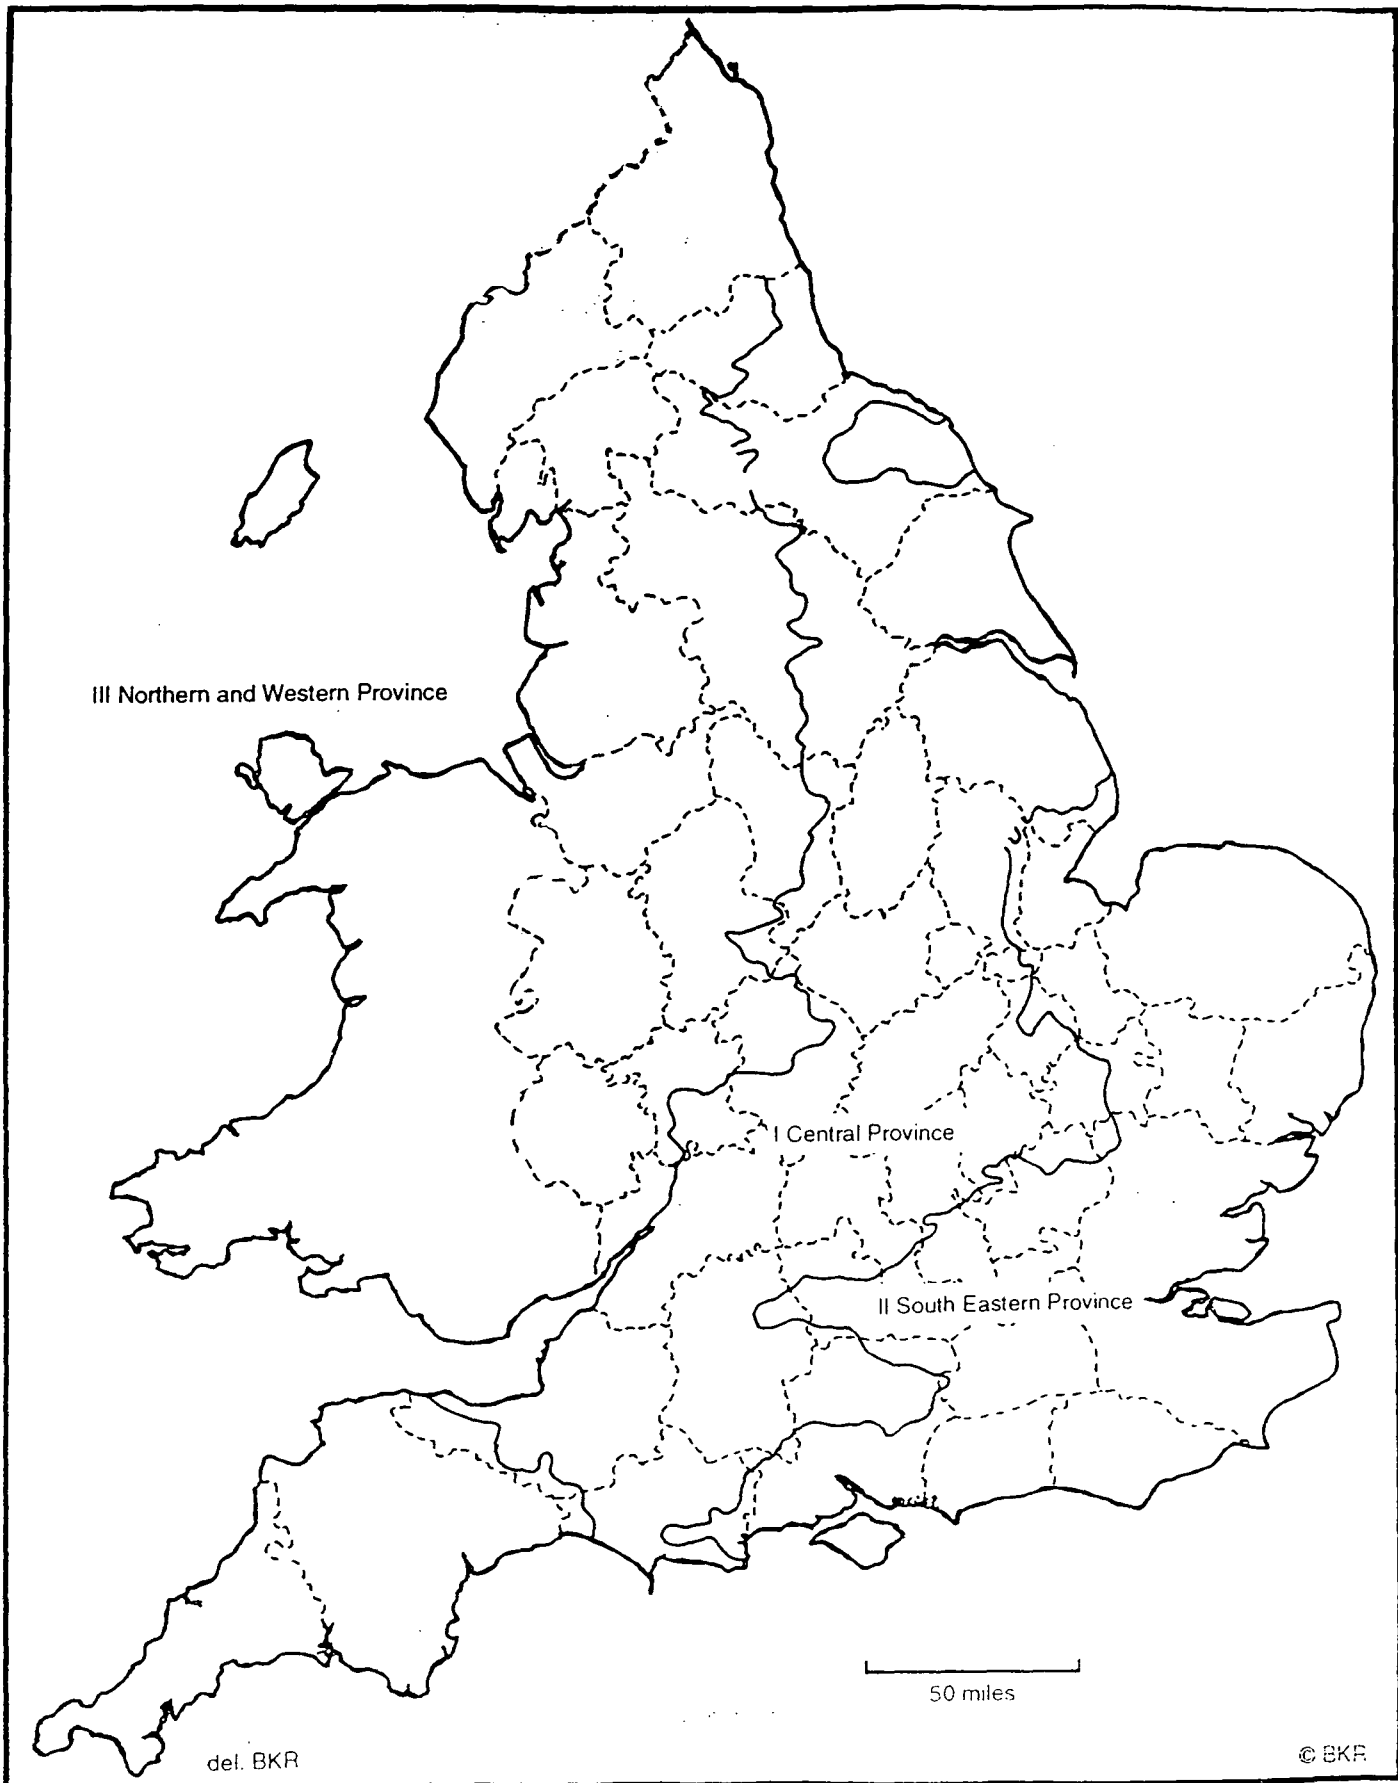 III Northern and Western Province
I Central Province
II South Eastern Province
50 miles
del. BKR
© BKR